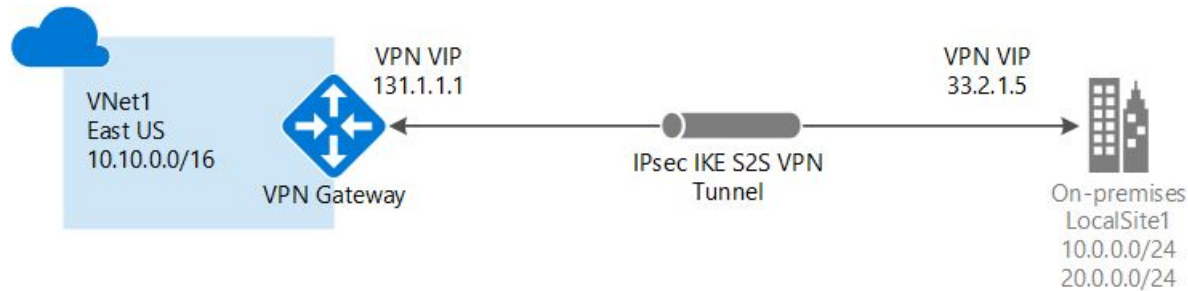 VPN VIP
131.1.1.1
VPN VIP
33.2.1.5
VNet1
East US
10.10.0.0/16
VPN Gateway
IPsec IKE S2S VPN
Tunnel
On-premises
LocalSite1
10.0.0.0/24
20.0.0.0/24